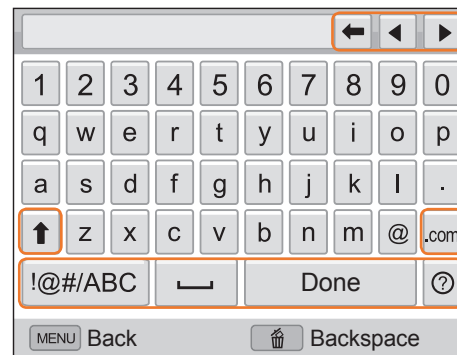 1 2 3 4 5 6 7 8 9 0
q w e r t y u i o p
a s d f g h j k l .
z x c v b n m @ .com
!@#/ABC Done ?
MENU Back Backspace